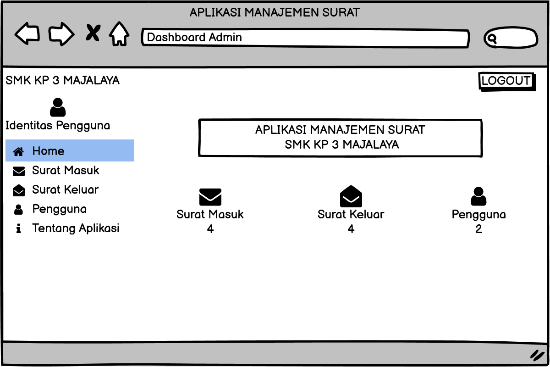 APLIKASI MANAJEMEN SURAT
Dashboard Admin
SMK KP 3 MAJALAYA
LOGOUT
Identitas Pengguna
Home
Surat Masuk
Surat Keluar
Pengguna
Tentang Aplikasi
APLIKASI MANAJEMEN SURAT
SMK KP 3 MAJALAYA
Surat Masuk
4
Surat Keluar
4
Pengguna
2